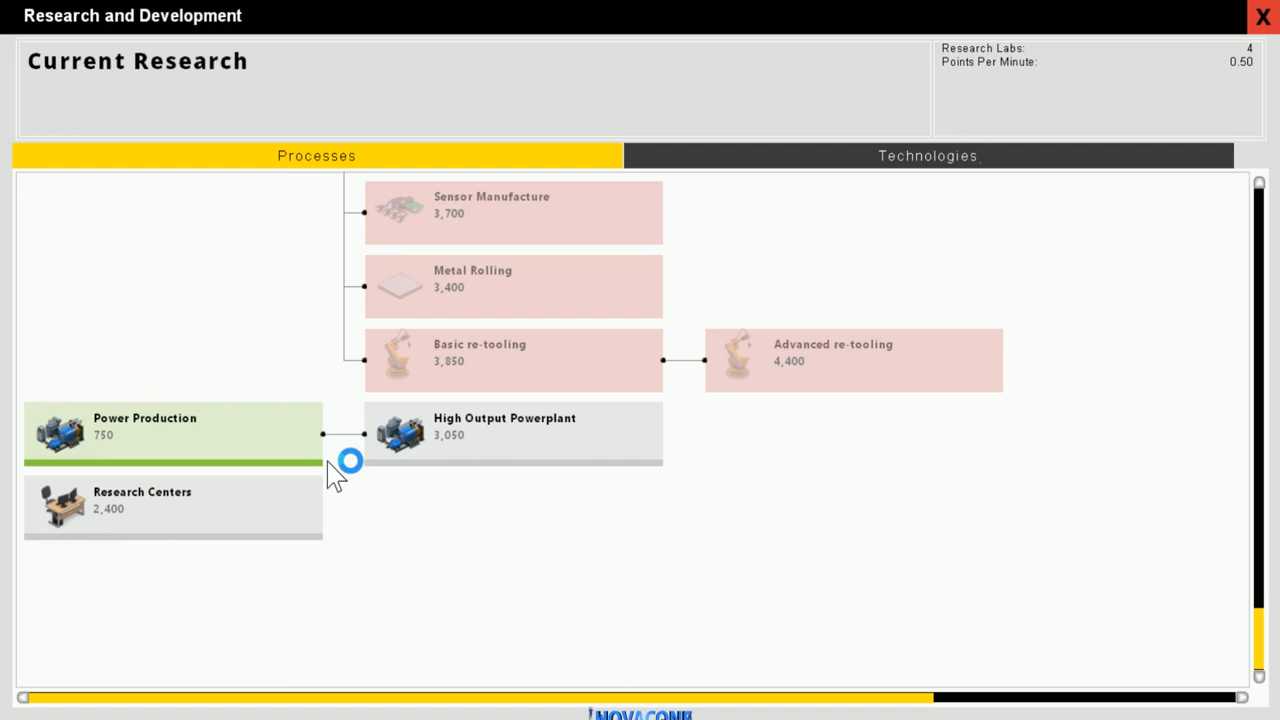 Research and Development
X
Current Research
Research Labs: 4
Points Per Minute: 0.50
Processes
Technologies
Sensor Manufacture
3,700
Metal Rolling
3,400
Basic re-tooling
3,850
Advanced re-tooling
4,400
Power Production
750
High Output Powerplant
3,050
Research Centers
2,400